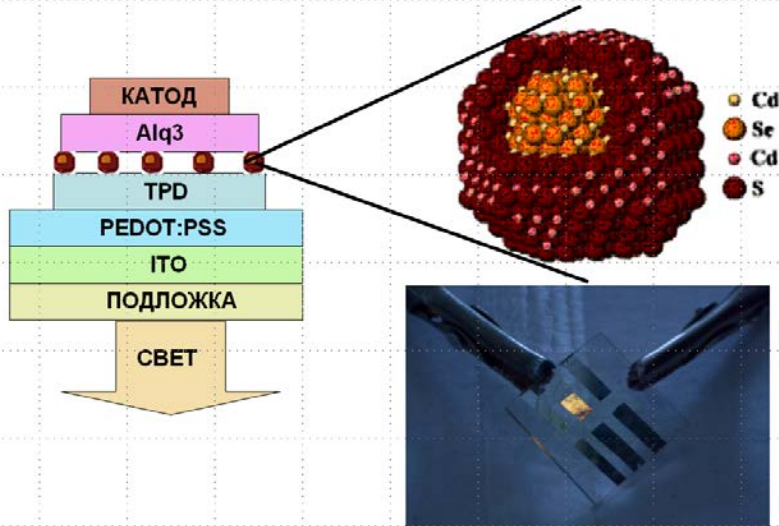 КАТОД
Alq3
TPD
PEDOT:PSS
ITO
ПОДЛОЖКА
СВЕТ
Cd
Se
Cd
S